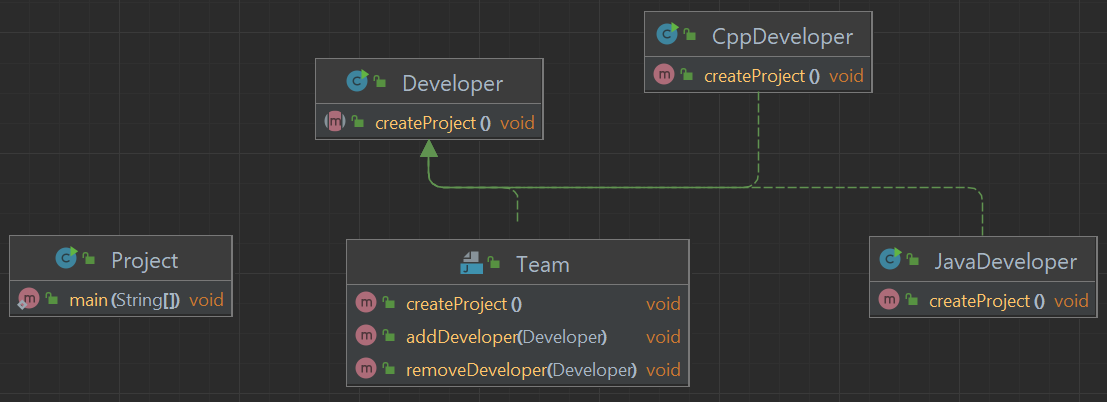 CppDeveloper
createProject () void
Developer
createProject () void
Project
main (String[]) void
Team
createProject () void
addDeveloper(Developer) void
removeDeveloper(Developer) void
JavaDeveloper
createProject () void